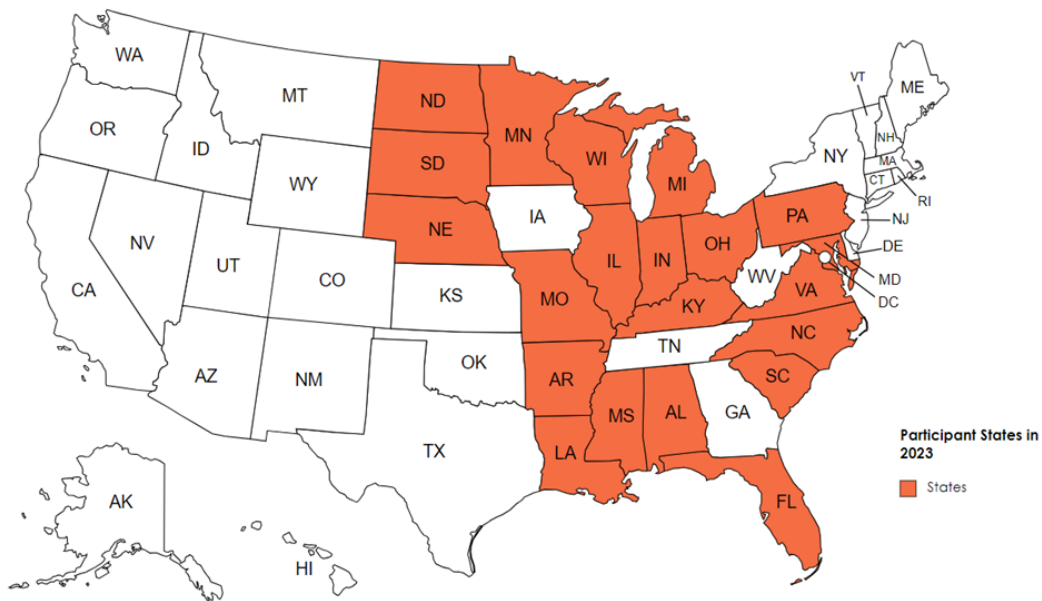 WA
MT
ND
MN
VT
ME
OR
ID
WY
SD
WI
MI
NY
NH
MA
CT
RI
NV
UT
CO
NE
IA
IL
IN
OH
PA
NJ
DE
MD
DC
CA
KS
MO
KY
WV
VA
AZ
NM
OK
AR
TN
NC
SC
TX
LA
MS
AL
GA
FL
AK
HI
Participant States in
2023
States